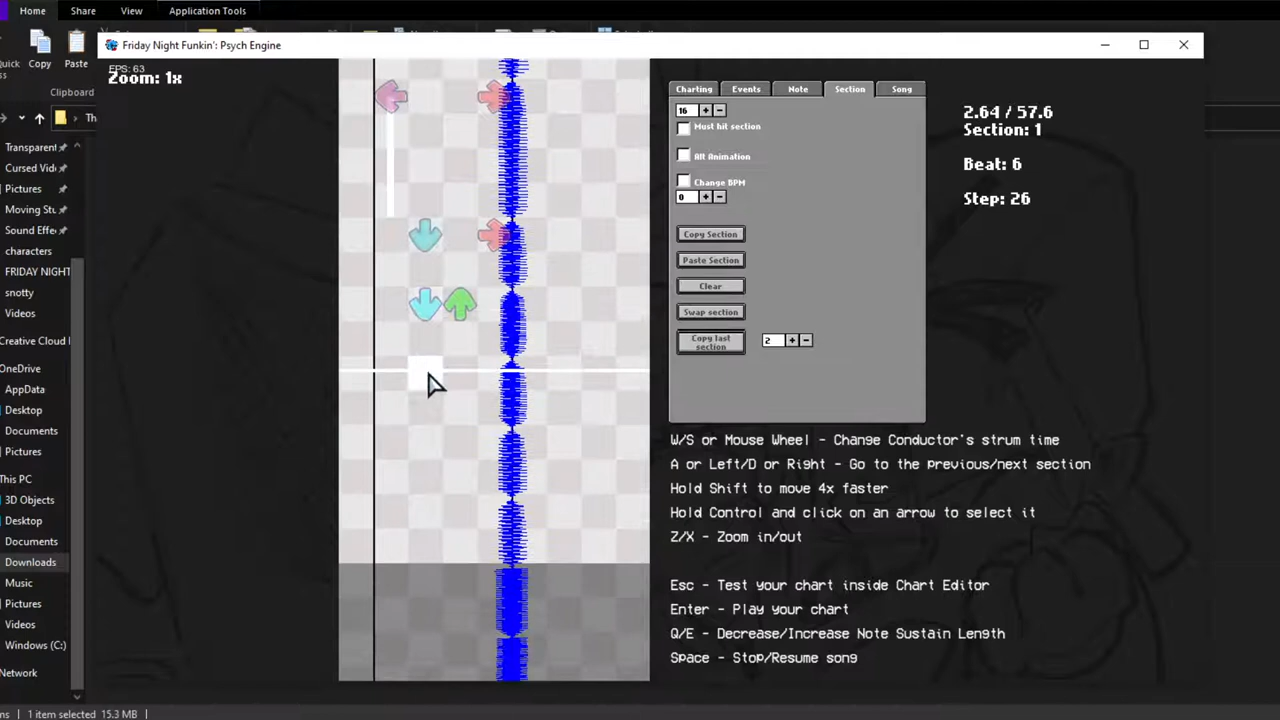 Home Share View Application Tools
Friday Night Funkin': Psych Engine
Copy Paste
Clipboard
FPS: 63
Zoom: 1x
Th
Transparent
Cursed Vide
Pictures
Moving Stu
Sound Effe
characters
FRIDAY NIGHT
snotty
Videos
Creative Cloud
OneDrive
AppData
Desktop
Documents
Pictures
This PC
3D Objects
Desktop
Documents
Downloads
Music
Pictures
Videos
Windows (C:)
Network
1 item selected 15.3 MB
Charting Events Note Section Song
16 + -
Must hit section
Alt Animation
Change BPM
0 + -
Copy Section
Paste Section
Clear
Swap section
Copy last
section
2 + -
2.64 / 57.6
Section: 1
Beat: 6
Step: 26
W/S or Mouse Wheel - Change Conductor's strum time
A or Left/D or Right - Go to the previous/next section
Hold Shift to move 4x faster
Hold Control and click on an arrow to select it
Z/X - Zoom in/out
Esc - Test your chart inside Chart Editor
Enter - Play your chart
Q/E - Decrease/Increase Note Sustain Length
Space - Stop/Resume song